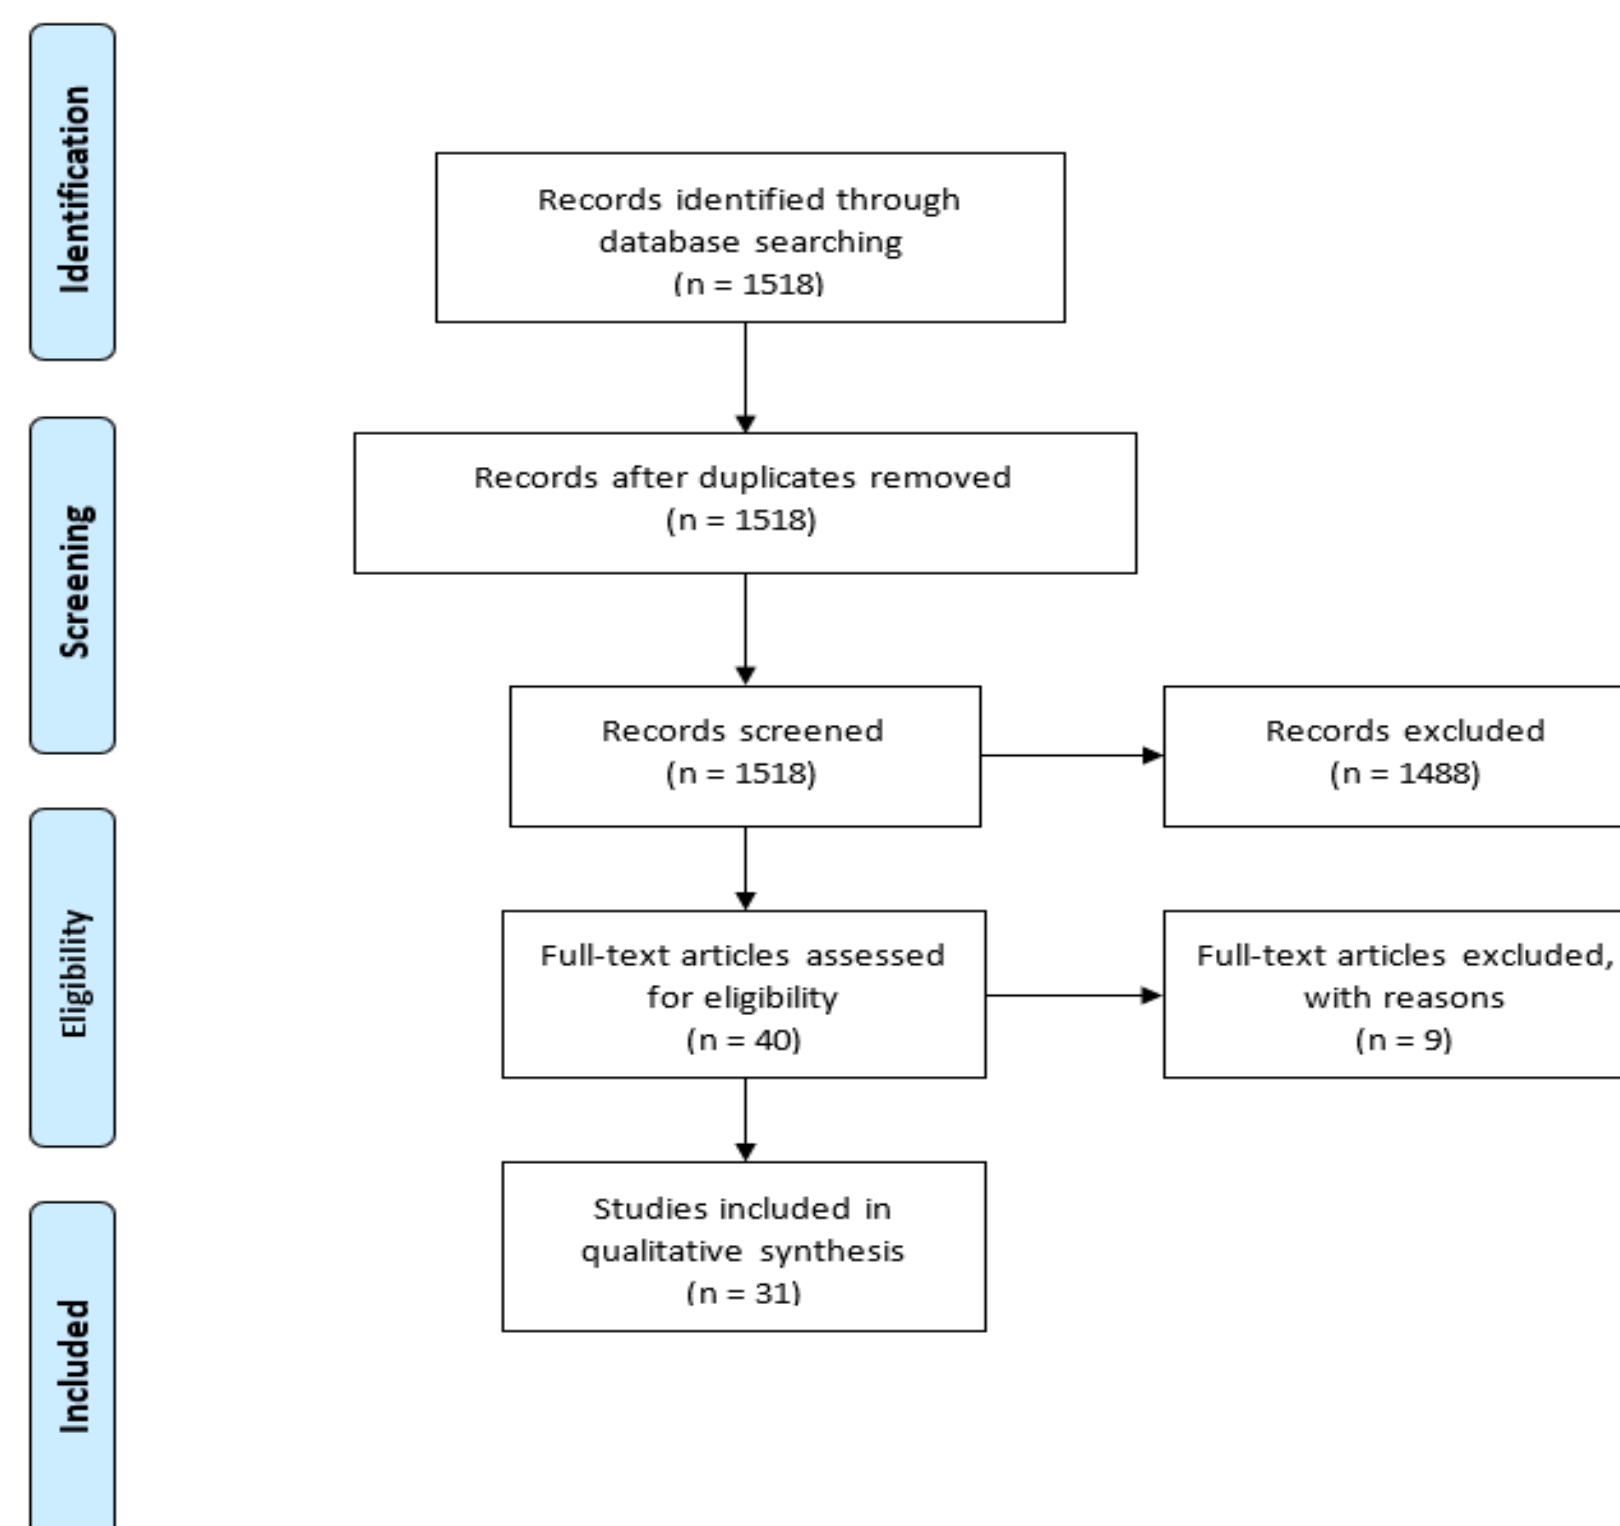 Identification
Records identified through
database searching
(n = 1518)
Screening
Records after duplicates removed
(n = 1518)
Records screened
(n = 1518)
Records excluded
(n = 1488)
Eligibility
Full-text articles assessed
for eligibility
(n = 40)
Full-text articles excluded,
with reasons
(n = 9)
Included
Studies included in
qualitative synthesis
(n = 31)